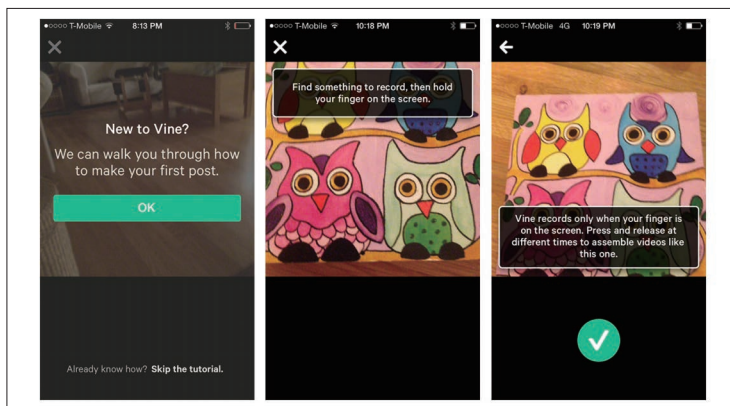 ●○○○○ T-Mobile 8:13 PM
New to Vine?
We can walk you through how
to make your first post.
OK
Already know how? Skip the tutorial.
●○○○○ T-Mobile 10:18 PM
Find something to record, then hold
your finger on the screen.
●○○○○ T-Mobile 4G 10:19 PM
Vine records only when your finger is
on the screen. Press and release at
different times to assemble videos like
this one.